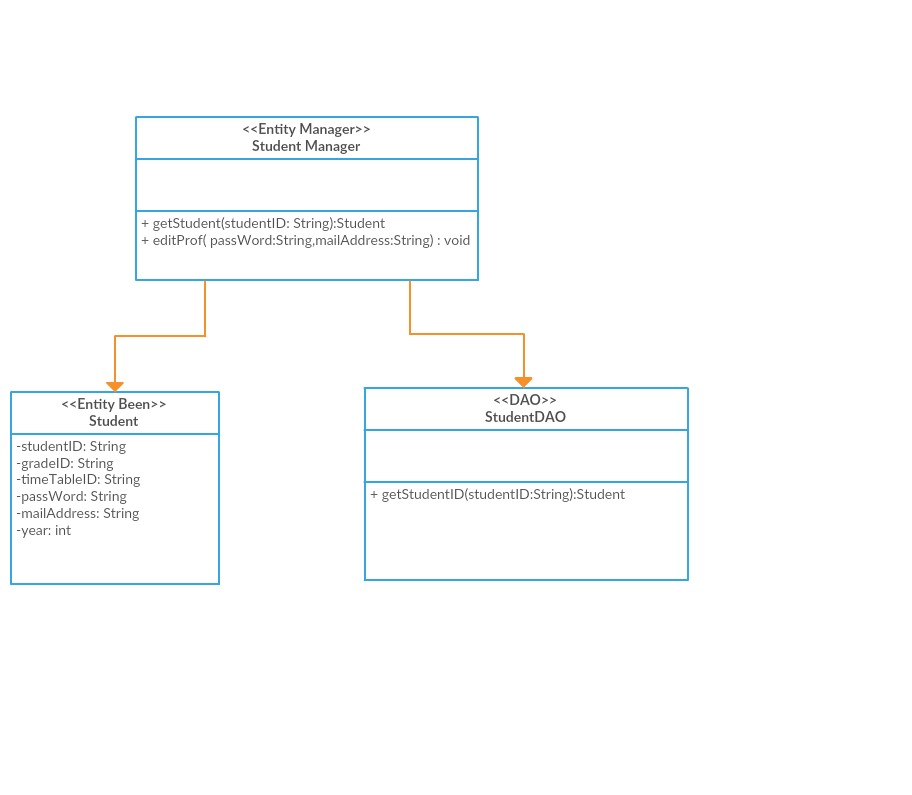 <<Entity Manager>>
Student Manager
+ getStudent(studentID: String):Student
+ editProf( passWord:String,mailAddress:String) : void
<<Entity Been>>
Student
-studentID: String
-gradeID: String
-timeTableID: String
-passWord: String
-mailAddress: String
-year: int
<<DAO>>
StudentDAO
+ getStudentID(studentID:String):Student